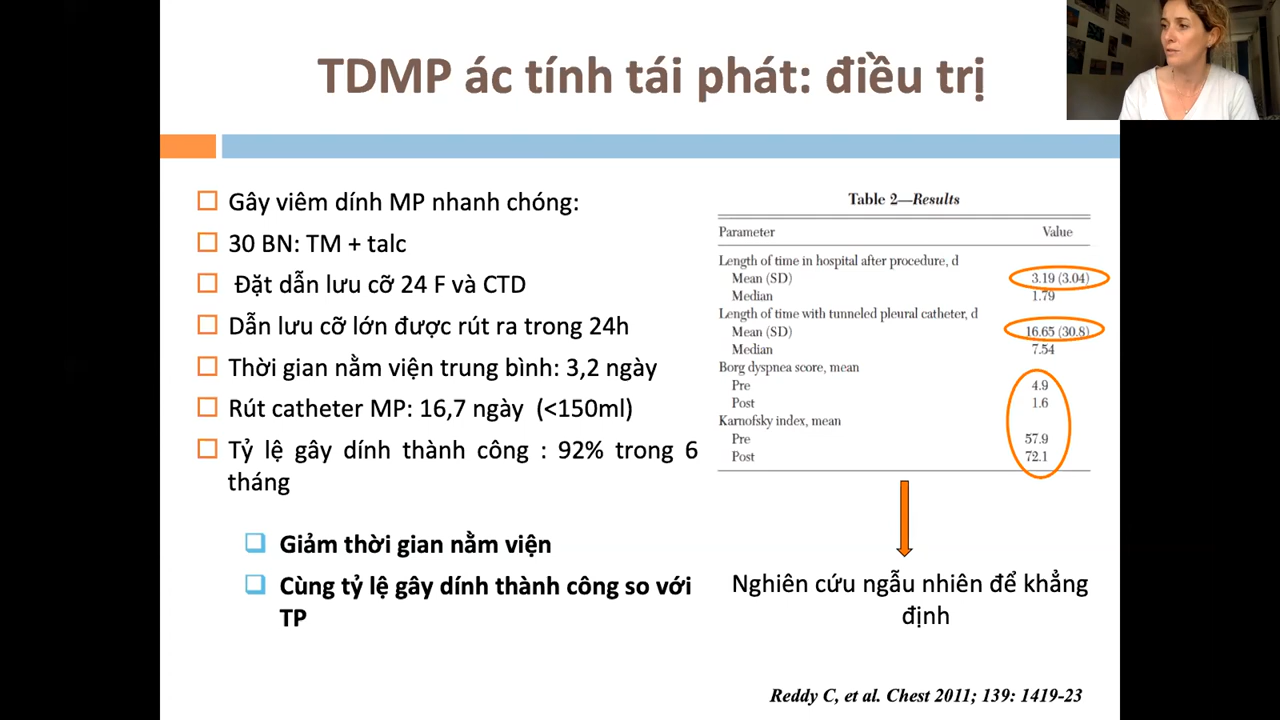 TDMP ác tính tái phát: điều trị
Gây viêm dính MP nhanh chóng:
30 BN: TM + talc
Đặt dẫn lưu cỡ 24 F và CTD
Dẫn lưu cỡ lớn được rút ra trong 24h
Thời gian nằm viện trung bình: 3,2 ngày
Rút catheter MP: 16,7 ngày (<150ml)
Tỷ lệ gây dính thành công : 92% trong 6
tháng
Giảm thời gian nằm viện
Cùng tỷ lệ gây dính thành công so với
TP
Table 2—Results
Parameter Value
Length of time in hospital after procedure, d
Mean (SD) 3.19 (3.04)
Median 1.79
Length of time with tunneled pleural catheter, d
Mean (SD) 16.65 (30.8)
Median 7.54
Borg dyspnea score, mean
Pre 4.9
Post 1.6
Karnofsky index, mean
Pre 57.9
Post 72.1
Nghiên cứu ngẫu nhiên để khẳng
định
Reddy C, et al. Chest 2011; 139: 1419-23